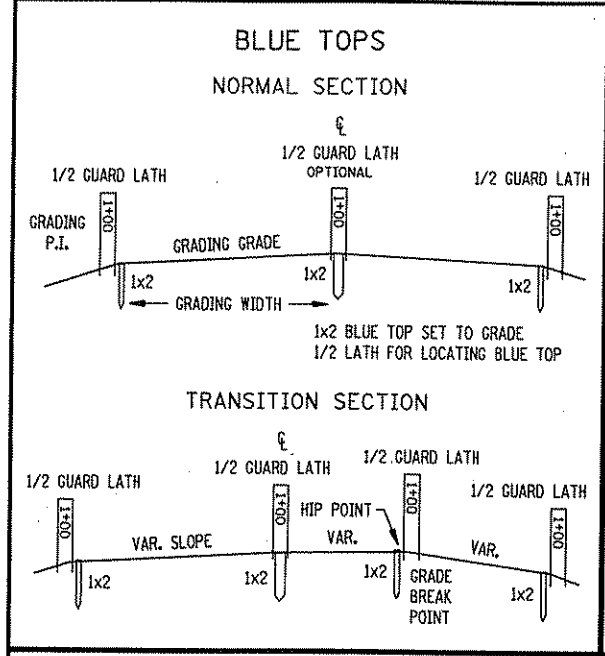 BLUE TOPS
NORMAL SECTION
℄
1/2 GUARD LATH
OPTIONAL
1/2 GUARD LATH
1/2 GUARD LATH
GRADING
P.I.
1+00
1+00
1+00
GRADING GRADE
1x2
1x2
1x2
GRADING WIDTH
1x2 BLUE TOP SET TO GRADE
1/2 LATH FOR LOCATING BLUE TOP
TRANSITION SECTION
℄
1/2 GUARD LATH
1/2 GUARD LATH
1/2 GUARD LATH
1/2 GUARD LATH
1+00
1+00
1+00
1+00
HIP POINT
VAR. SLOPE
VAR.
VAR.
1x2
1x2
1x2
GRADE
BREAK
POINT
1x2